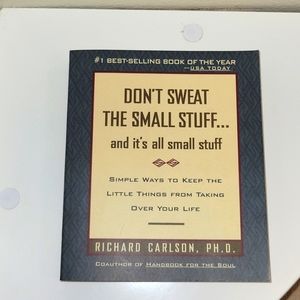 #1 BEST-SELLING BOOK OF THE YEAR
—USA TODAY
DON'T SWEAT
THE SMALL STUFF...
and it's all small stuff
SIMPLE WAYS TO KEEP THE
LITTLE THINGS FROM TAKING
OVER YOUR LIFE
RICHARD CARLSON, PH.D.
COAUTHOR OF HANDBOOK FOR THE SOUL